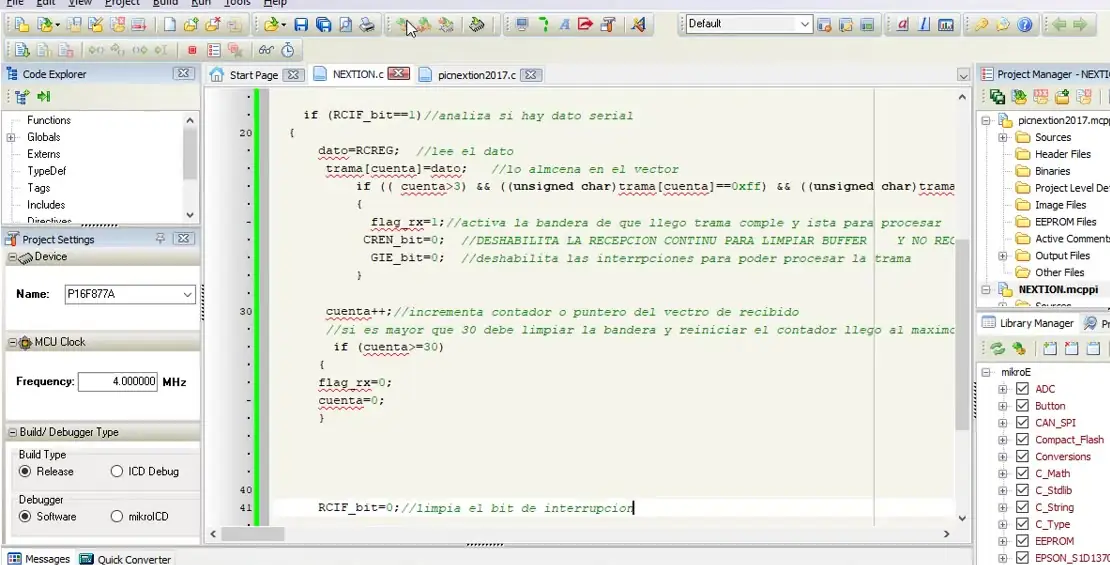 File Edit View Project Build Run Tools Help
Default
Code Explorer
Start Page
NEXTION.c
picnextion2017.c
Project Manager - NEXTIO
Functions
Globals
Externs
TypeDef
Tags
Includes
Directives
Project Settings
Device
Name: P16F877A
MCU Clock
Frequency: 4.000000 MHz
Build/ Debugger Type
Build Type
Release
ICD Debug
Debugger
Software
mikroICD
if (RCIF_bit==1)//analiza si hay dato serial
20 {
dato=RCREG; //lee el dato
trama[cuenta]=dato; //lo almcena en el vector
if (( cuenta>3) && ((unsigned char)trama[cuenta]==0xff) && ((unsigned char)trama
{
flag_rx=1;//activa la bandera de que llego trama comple y ista para procesar
CREN_bit=0; //DESHABILITA LA RECEPCION CONTINU PARA LIMPIAR BUFFER Y NO REC
GIE_bit=0; //deshabilita las interrpciones para poder procesar la trama
}
30 cuenta++;//incrementa contador o puntero del vectro de recibido
//si es mayor que 30 debe limpiar la bandera y reiniciar el contador llego al maximo
if (cuenta>=30)
{
flag_rx=0;
cuenta=0;
}
40
41 RCIF_bit=0;//limpia el bit de interrupcion
picnextion2017.mcpp
Sources
Header Files
Binaries
Project Level De
Image Files
EEPROM Files
Active Comment
Output Files
Other Files
NEXTION.mcppi
Sources
Library Manager
Pr
mikroE
ADC
Button
CAN_SPI
Compact_Flash
Conversions
C_Math
C_Stdlib
C_String
C_Type
EEPROM
EPSON_S1D1370
Messages
Quick Converter